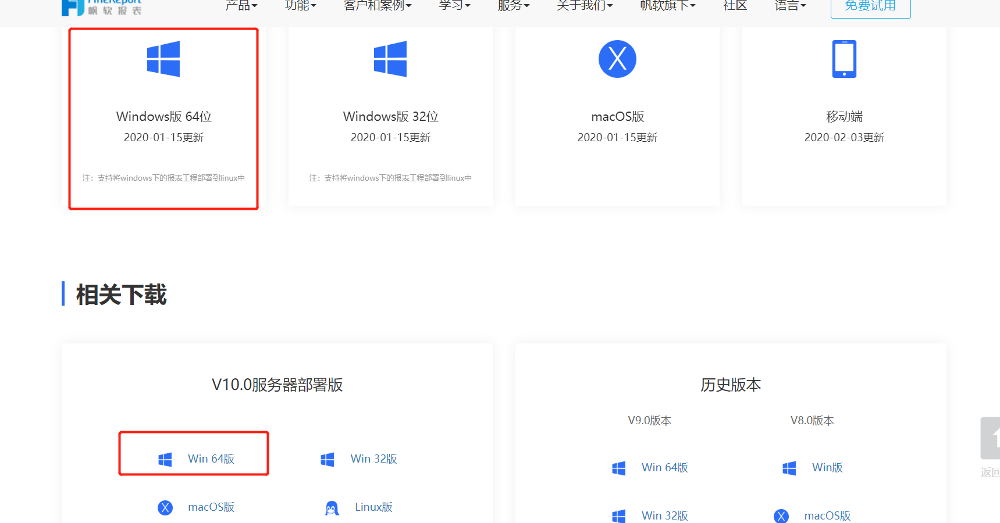 FineReport
帆软报表
产品 功能 客户和案例 学习 服务 关于我们 帆软旗下 社区 语言 免费试用
Windows版 64位
2020-01-15更新
注：支持将windows下的报表工程部署到linux中
Windows版 32位
2020-01-15更新
注：支持将windows下的报表工程部署到linux中
macOS版
2020-01-15更新
移动端
2020-02-03更新
相关下载
V10.0服务器部署版
Win 64版
Win 32版
macOS版
Linux版
历史版本
V9.0版本
V8.0版本
Win 64版
Win版
Win 32版
macOS版
返回